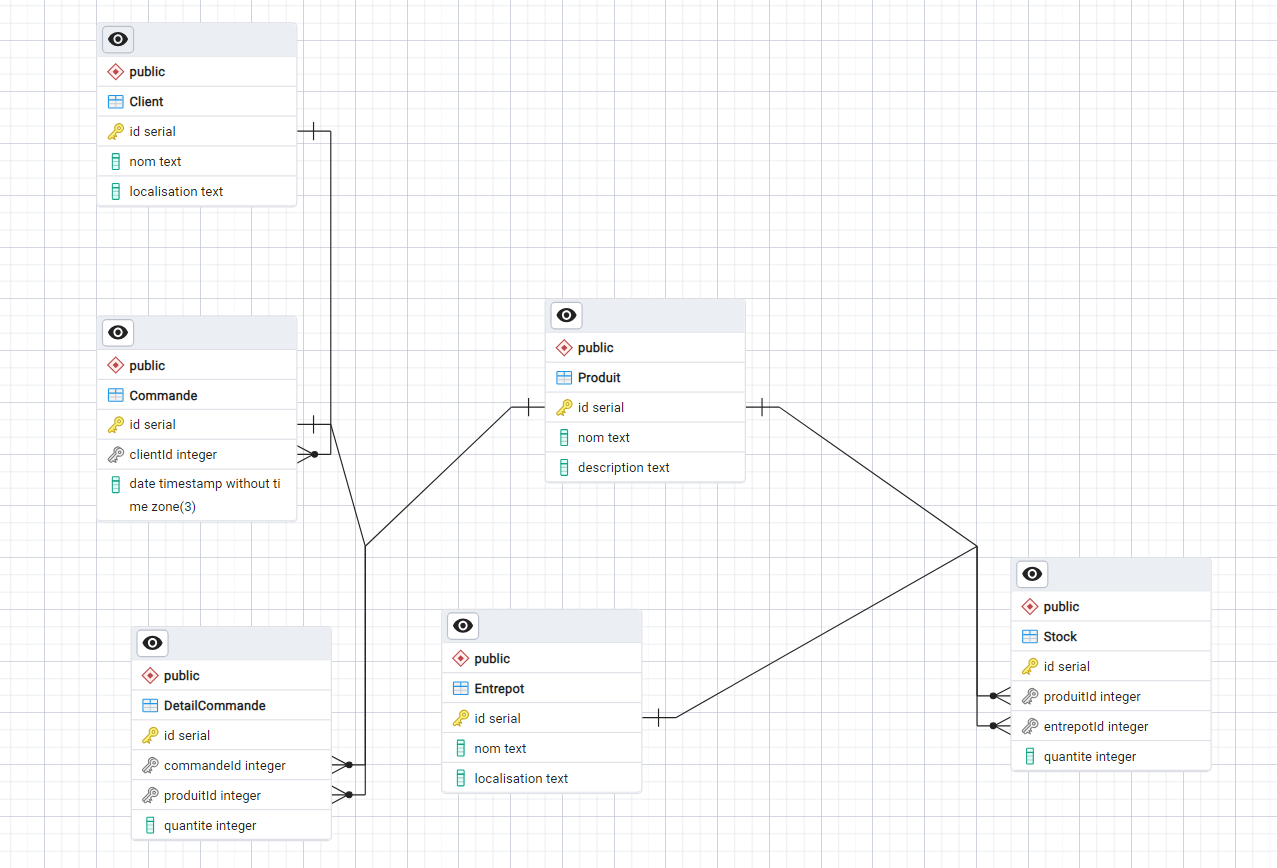 public
Client
id serial
nom text
localisation text
public
Commande
id serial
clientId integer
date timestamp without ti
me zone(3)
public
Produit
id serial
nom text
description text
public
DetailCommande
id serial
commandeId integer
produitId integer
quantite integer
public
Entrepot
id serial
nom text
localisation text
public
Stock
id serial
produitId integer
entrepotId integer
quantite integer